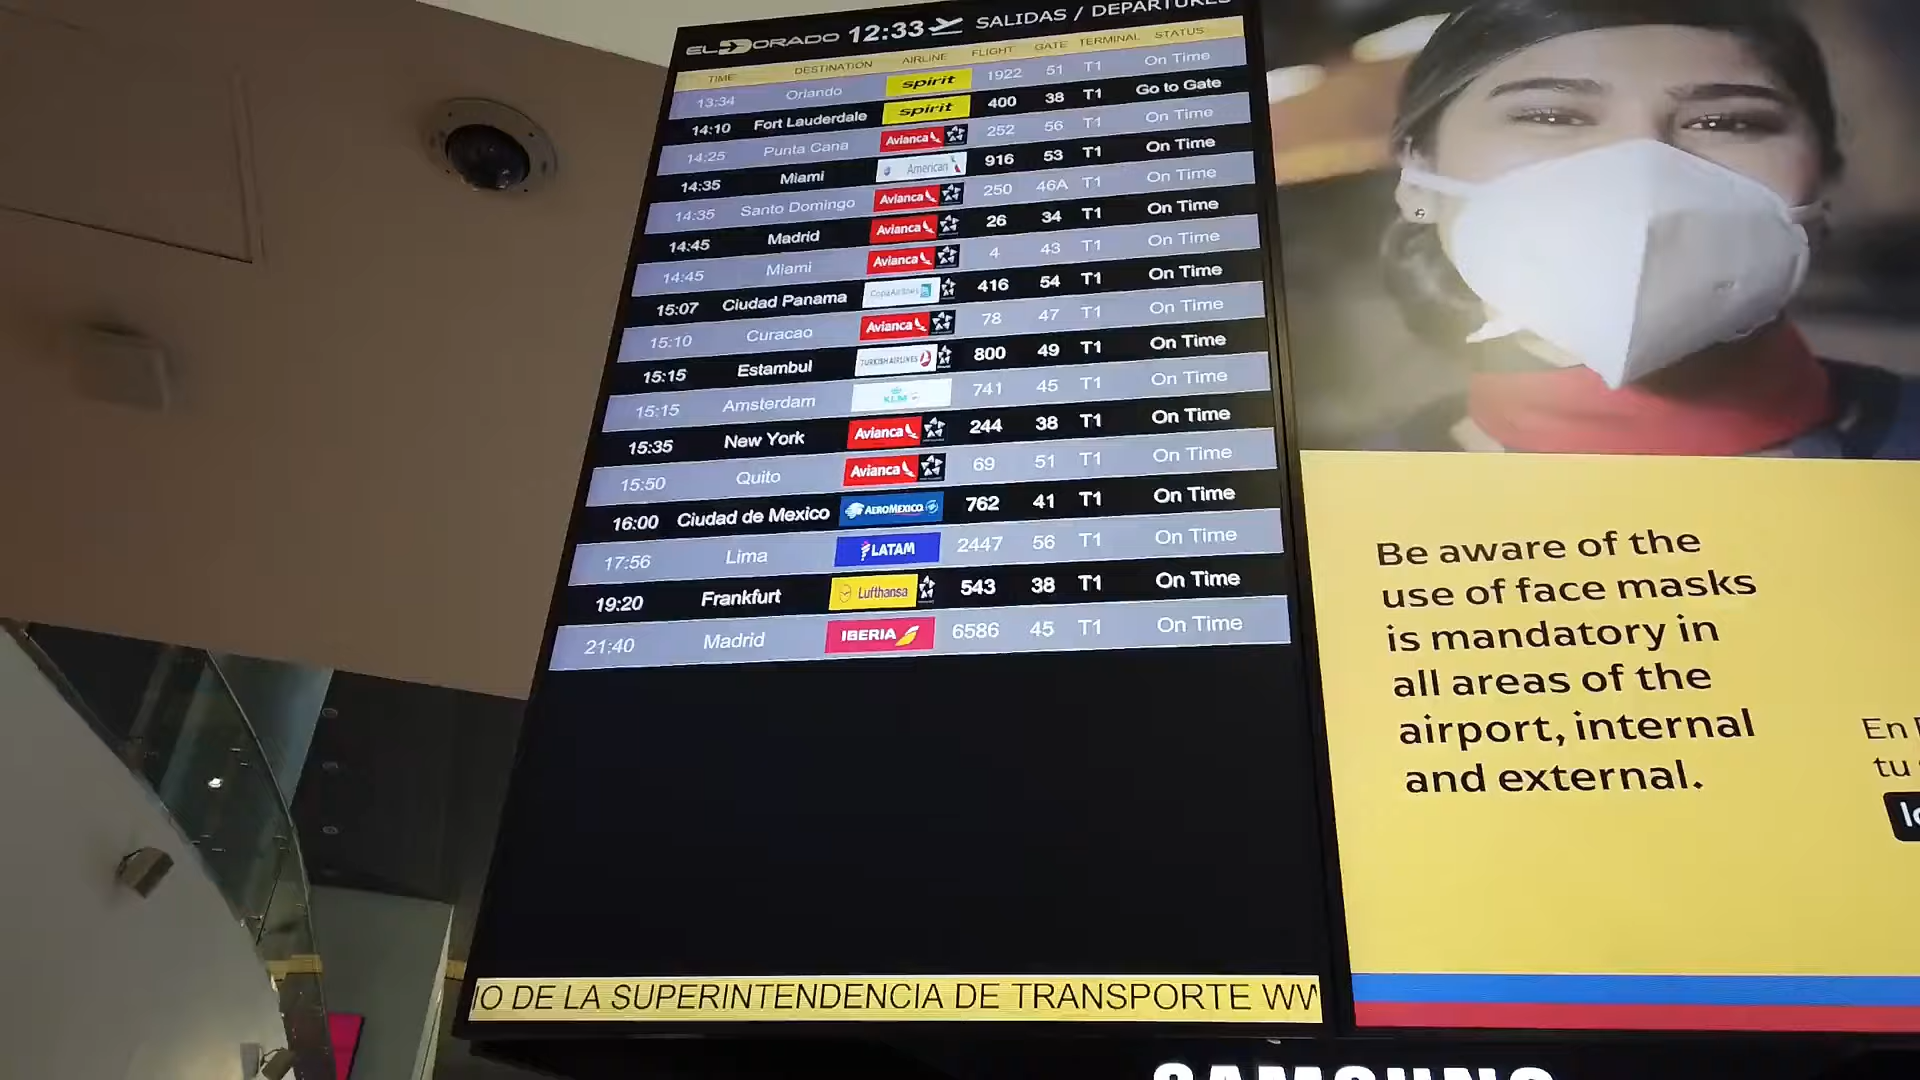 EL DORADO 12:33 SALIDAS / DEPARTURES
TIME DESTINATION AIRLINE FLIGHT GATE TERMINAL STATUS
13:34 Orlando spirit 1922 51 T1 On Time
14:10 Fort Lauderdale spirit 400 38 T1 Go to Gate
14:25 Punta Cana Avianca 252 56 T1 On Time
14:35 Miami American 916 53 T1 On Time
14:35 Santo Domingo Avianca 250 46A T1 On Time
14:45 Madrid Avianca 26 34 T1 On Time
14:45 Miami Avianca 4 43 T1 On Time
15:07 Ciudad Panama CopaAirlines 416 54 T1 On Time
15:10 Curacao Avianca 78 47 T1 On Time
15:15 Estambul TURKISH AIRLINES 800 49 T1 On Time
15:15 Amsterdam KLM 741 45 T1 On Time
15:35 New York Avianca 244 38 T1 On Time
15:50 Quito Avianca 69 51 T1 On Time
16:00 Ciudad de Mexico AEROMEXICO 762 41 T1 On Time
17:56 Lima LATAM 2447 56 T1 On Time
19:20 Frankfurt Lufthansa 543 38 T1 On Time
21:40 Madrid IBERIA 6586 45 T1 On Time
IO DE LA SUPERINTENDENCIA DE TRANSPORTE WW
Be aware of the
use of face masks
is mandatory in
all areas of the
airport, internal
and external.
En
tu
SAMSUNG